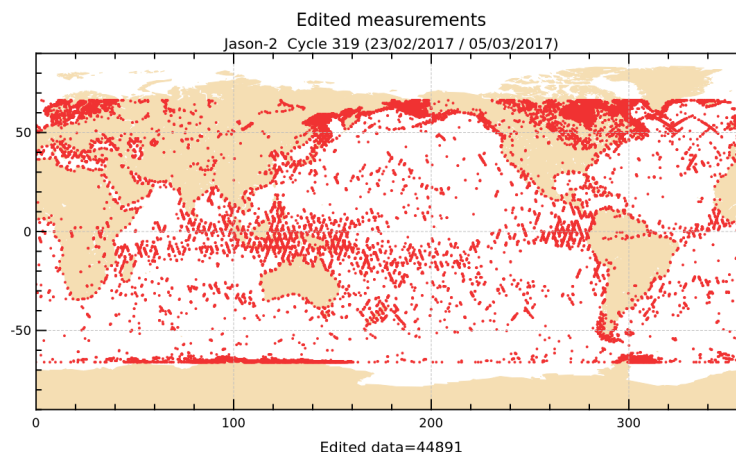 Edited measurements
Jason-2 Cycle 319 (23/02/2017 / 05/03/2017)
50
0
-50
0 100 200 300
Edited data=44891